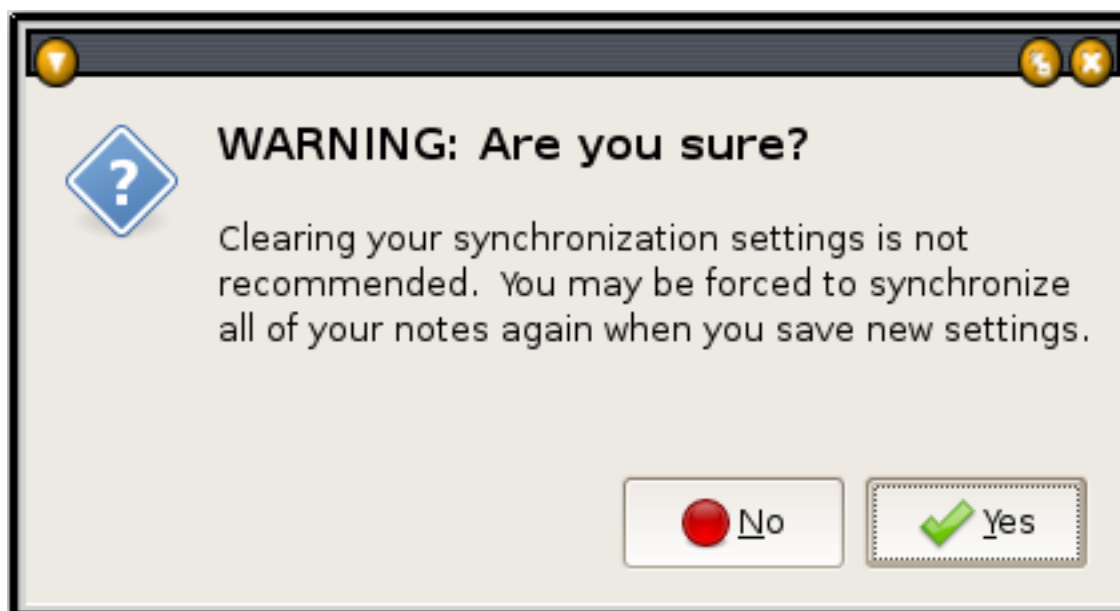 WARNING: Are you sure?
Clearing your synchronization settings is not
recommended.  You may be forced to synchronize
all of your notes again when you save new settings.
No
Yes